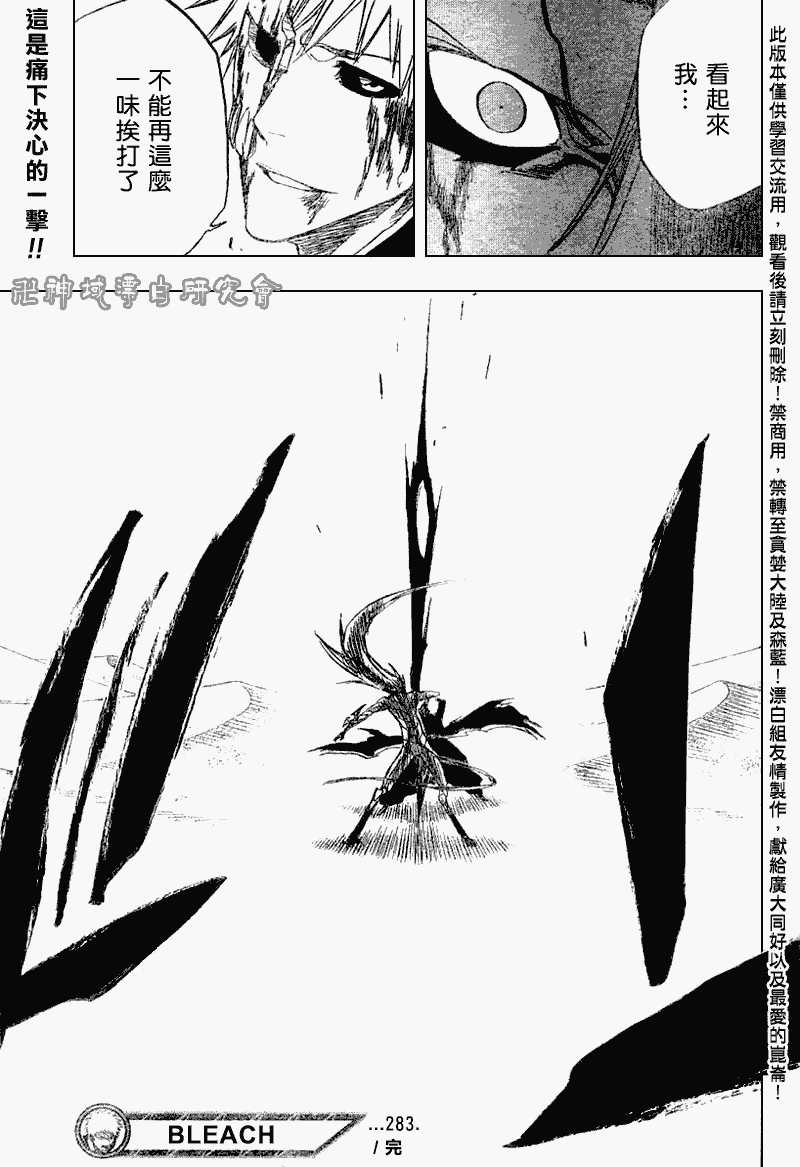 看起來
我…
不能再這麼
一味挨打了
這是痛下決心的一擊!!
卍神域漂白研究會
此版本僅供學習交流用,觀看後請立刻刪除!禁商用,禁轉至貪婪大陸及森藍!漂白組友情製作,獻給廣大同好以及最愛的崑崙!
BLEACH
...283.
/ 完